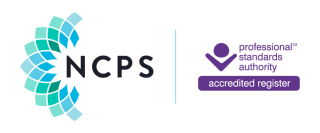 NCPS
professional™
standards
authority
accredited register